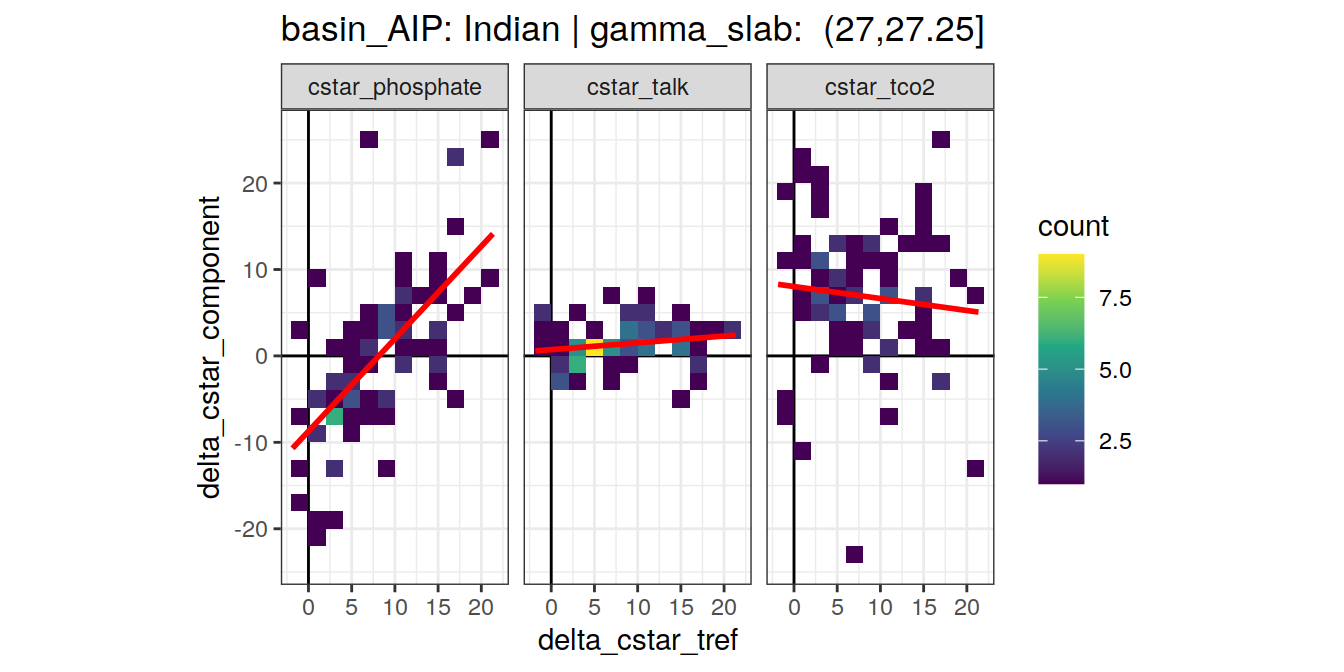 basin_AIP: Indian | gamma_slab:  (27,27.25]
cstar_phosphate cstar_talk cstar_tco2
delta_cstar_component
20
10
0
-10
-20
0 5 10 15 20 0 5 10 15 20 0 5 10 15 20
delta_cstar_tref
count
7.5
5.0
2.5